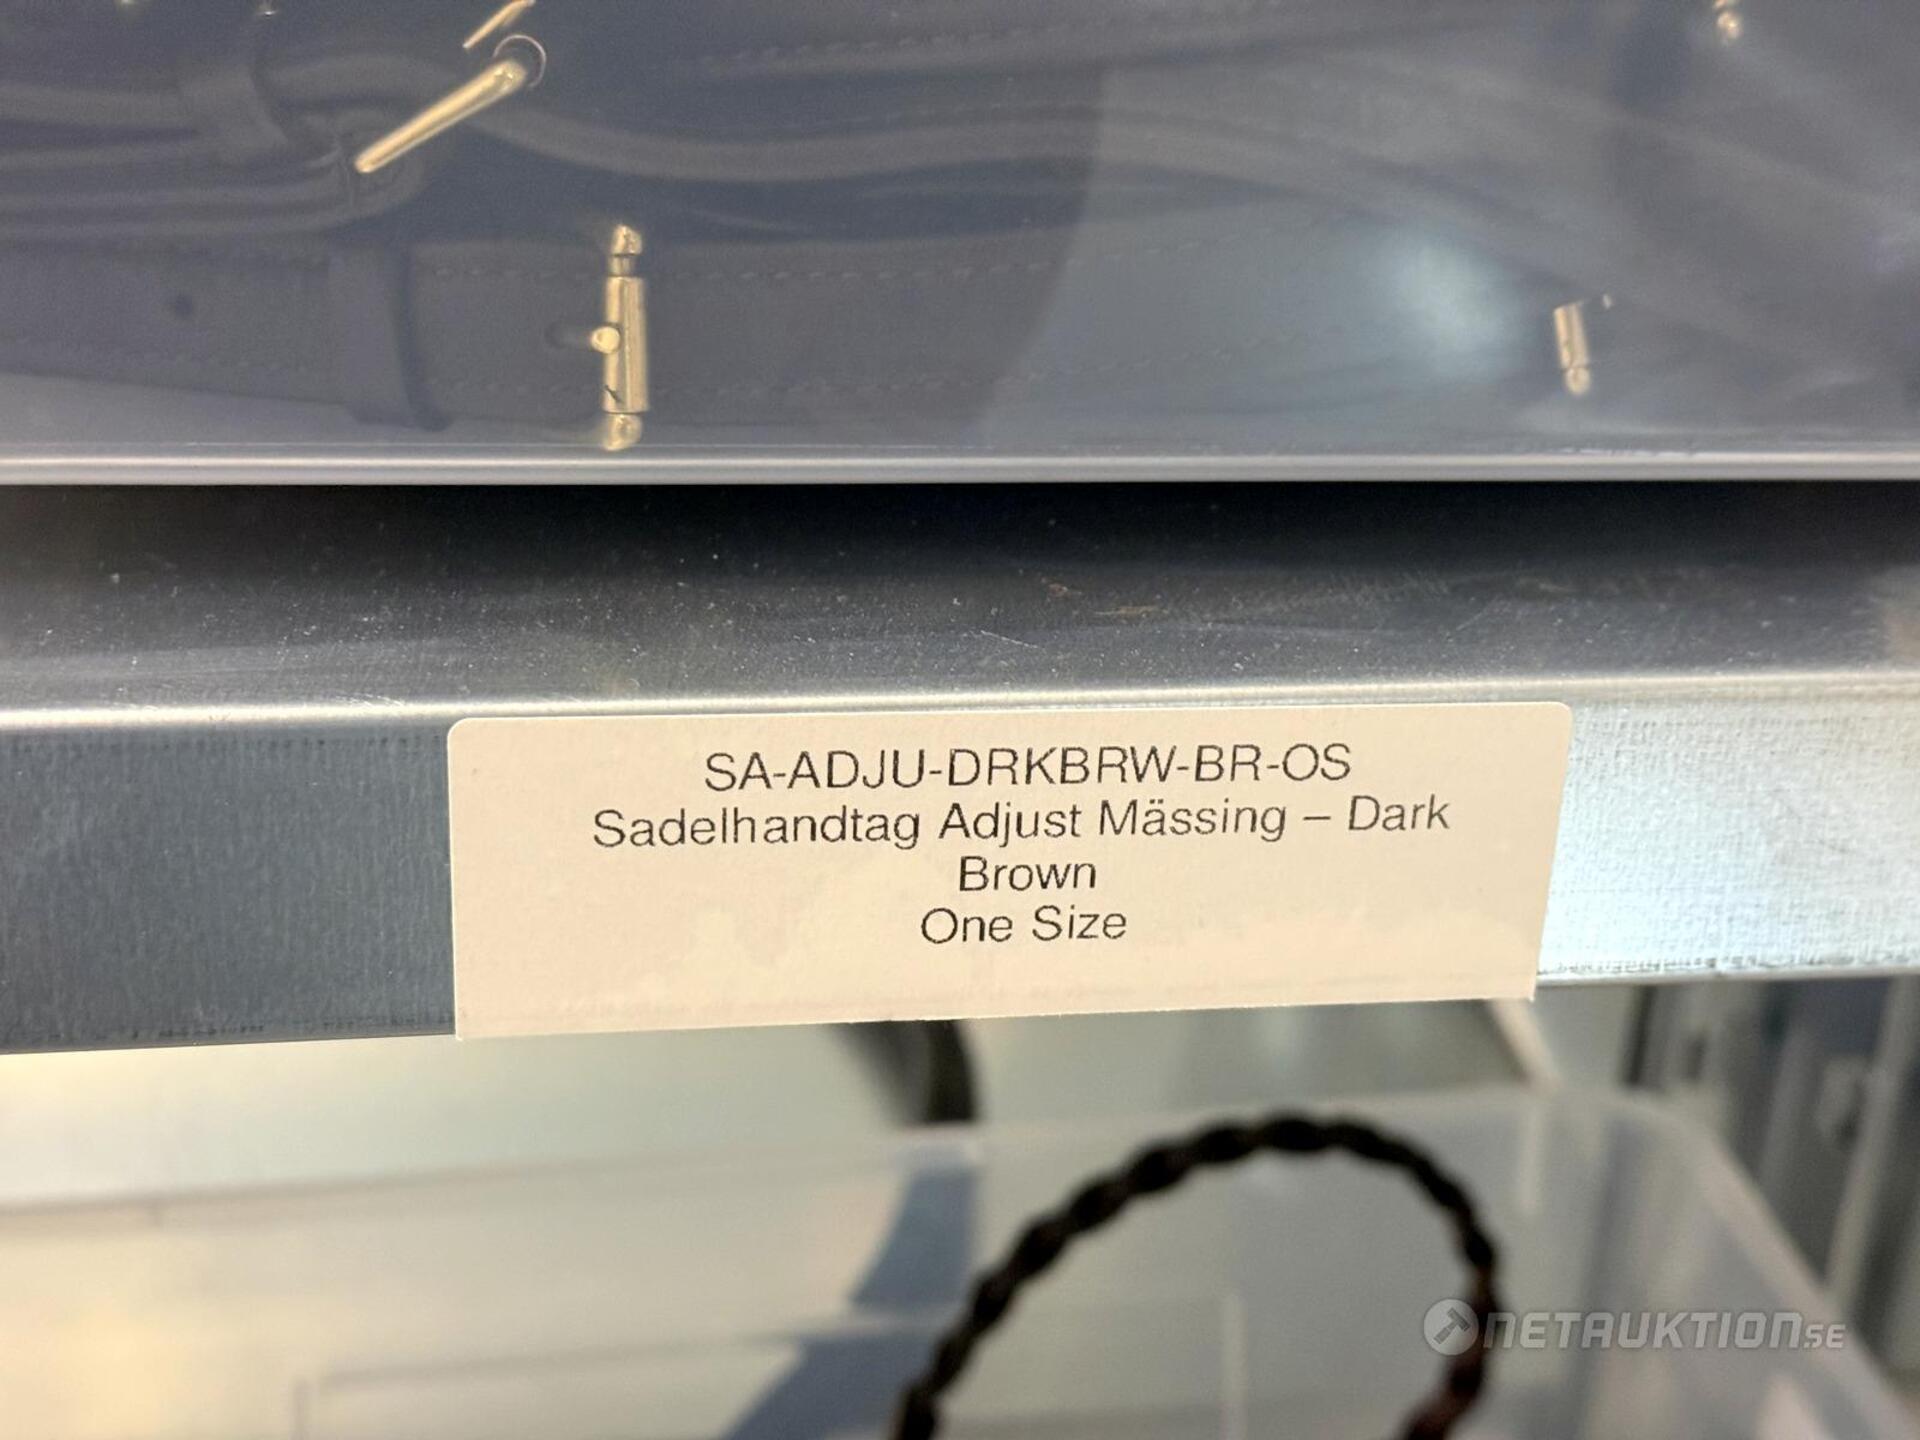 SA-ADJU-DRKBRW-BR-OS
Sadelhandtag Adjust Mässing – Dark
Brown
One Size
NETAUKTION.SE